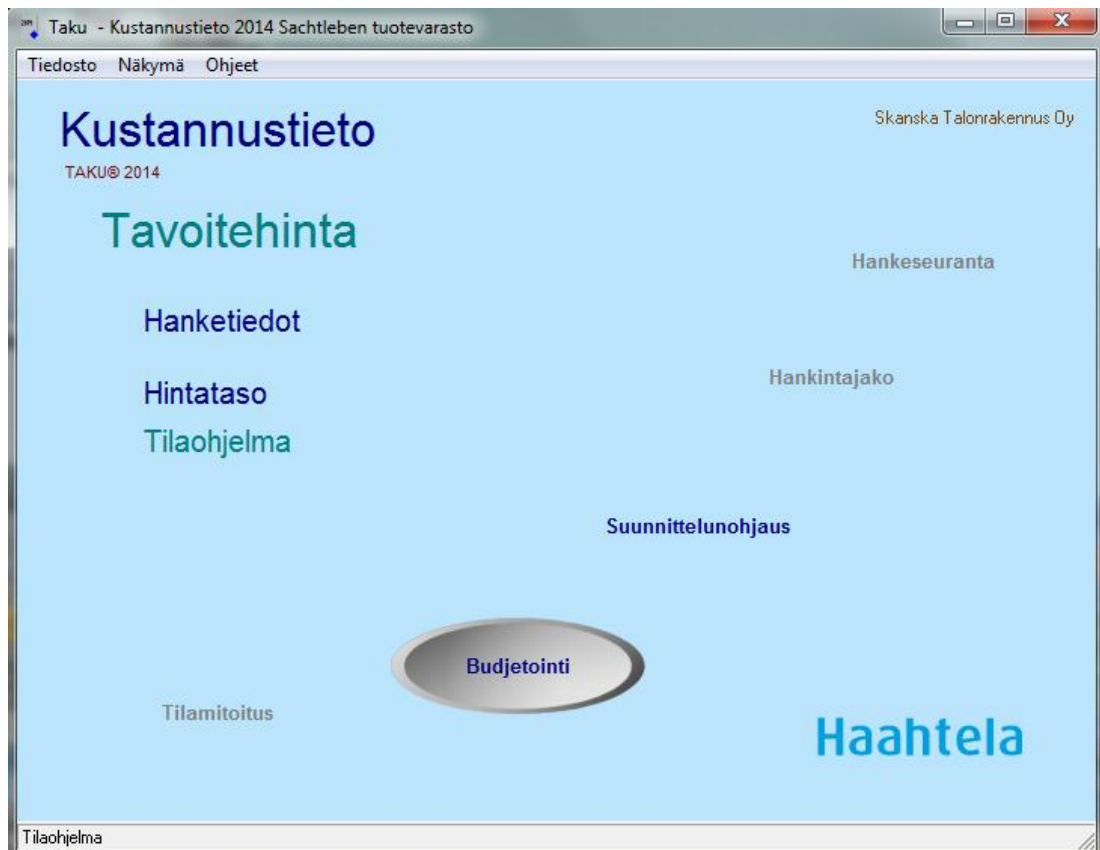 Taku - Kustannustieto 2014 Sachtleben tuotevarasto
Tiedosto Näkymä Ohjeet
Kustannustieto
Skanska Talonrakennus Oy
TAKU® 2014
Tavoitehinta
Hankeseuranta
Hanketiedot
Hankintajako
Hintataso
Tilaohjelma
Suunnittelunohjaus
Budjetointi
Tilamitoitus
Haahtela
Tilaohjelma